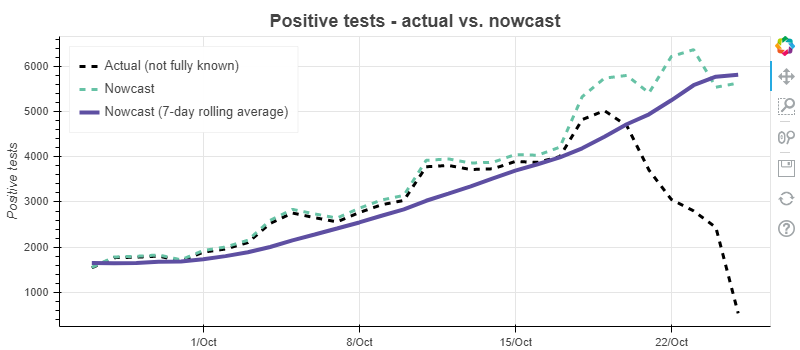 Positive tests - actual vs. nowcast
Actual (not fully known)
Nowcast
Nowcast (7-day rolling average)
Positive tests
6000
5000
4000
3000
2000
1000
1/Oct
8/Oct
15/Oct
22/Oct